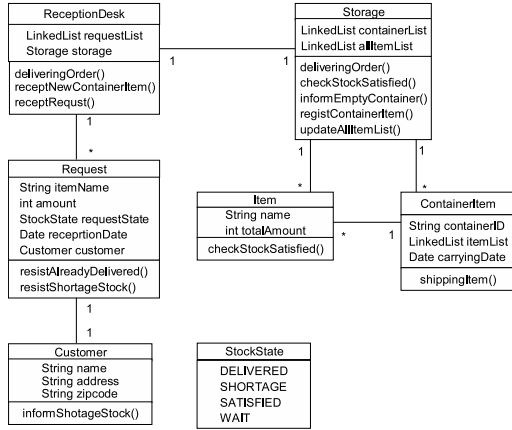 ReceptionDesk
LinkedList requestList
Storage storage
deliveringOrder()
receptNewContainerItem()
receptRequst()
Storage
LinkedList containerList
LinkedList allItemList
deliveringOrder()
checkStockSatisfied()
informEmptyContainer()
registContainerItem()
updateAllItemList()
1
1
1
*
1
1
*
*
Request
String itemName
int amount
StockState requestState
Date receprtionDate
Customer customer
resistAlreadyDelivered()
resistShortageStock()
Item
String name
int totalAmount
checkStockSatisfied()
*
1
ContainerItem
String containerID
LinkedList itemList
Date carryingDate
shippingItem()
1
1
Customer
String name
String address
String zipcode
informShotageStock()
StockState
DELIVERED
SHORTAGE
SATISFIED
WAIT